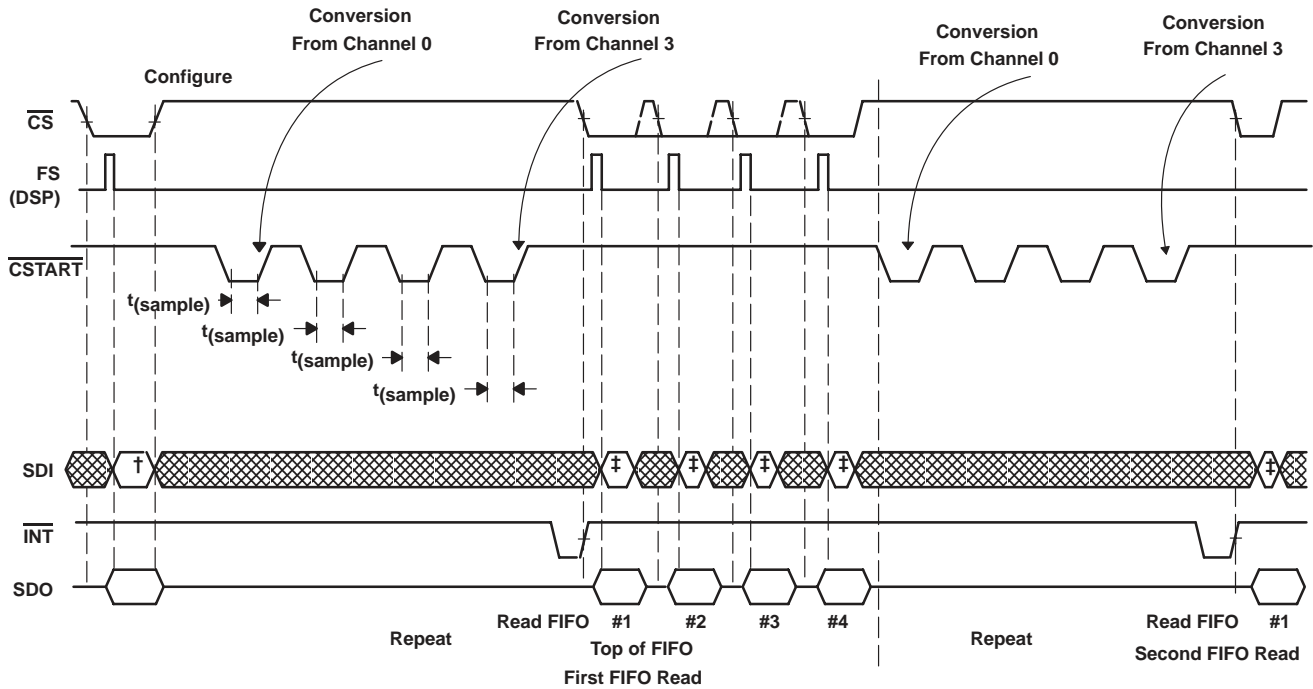 Conversion
From Channel 0
Conversion
From Channel 3
Conversion
From Channel 0
Conversion
From Channel 3
Configure
CS
FS
(DSP)
CSTART
t(sample)
t(sample)
t(sample)
t(sample)
SDI
†
‡
‡
‡
‡
‡
INT
SDO
Repeat
Read FIFO
#1
#2
#3
#4
Top of FIFO
First FIFO Read
Repeat
Read FIFO
#1
Second FIFO Read